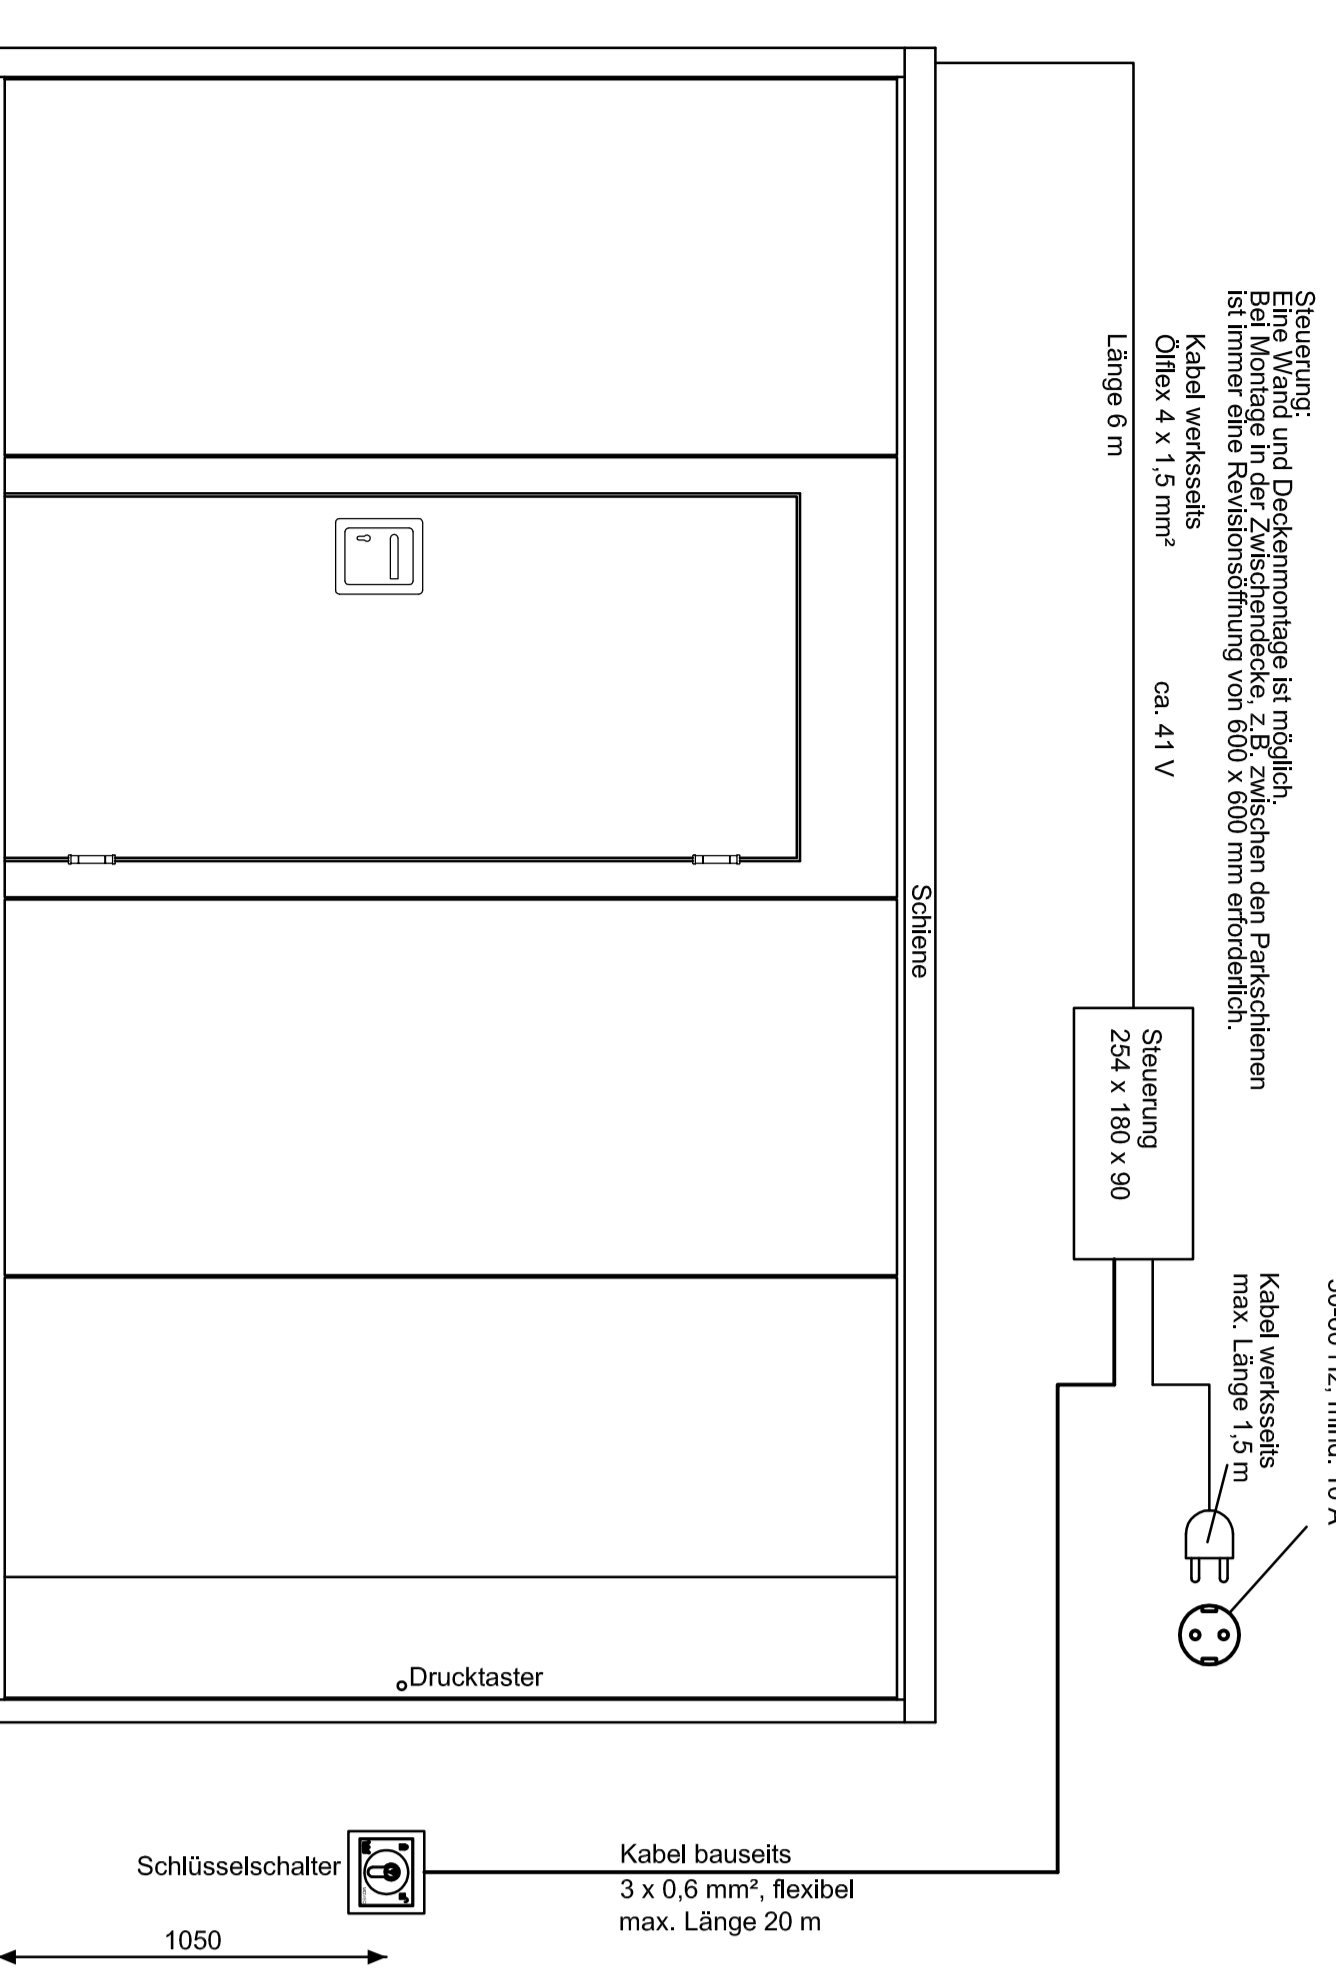 Steuerung:
Eine Wand und Deckenmontage ist möglich.
Bei Montage in der Zwischendecke, z.B. zwischen den Parkschienen
ist immer eine Revisionsöffnung von 600 x 600 mm erforderlich.
Kabel werksseits
Ölflex 4 x 1,5 mm²
ca. 41 V
Länge 6 m
Steuerung
254 x 180 x 90
mind. 10 A
Kabel werksseits
max. Länge 1,5 m
Schiene
Drucktaster
Schlüsselschalter
Kabel bauseits
3 x 0,6 mm², flexibel
max. Länge 20 m
1050